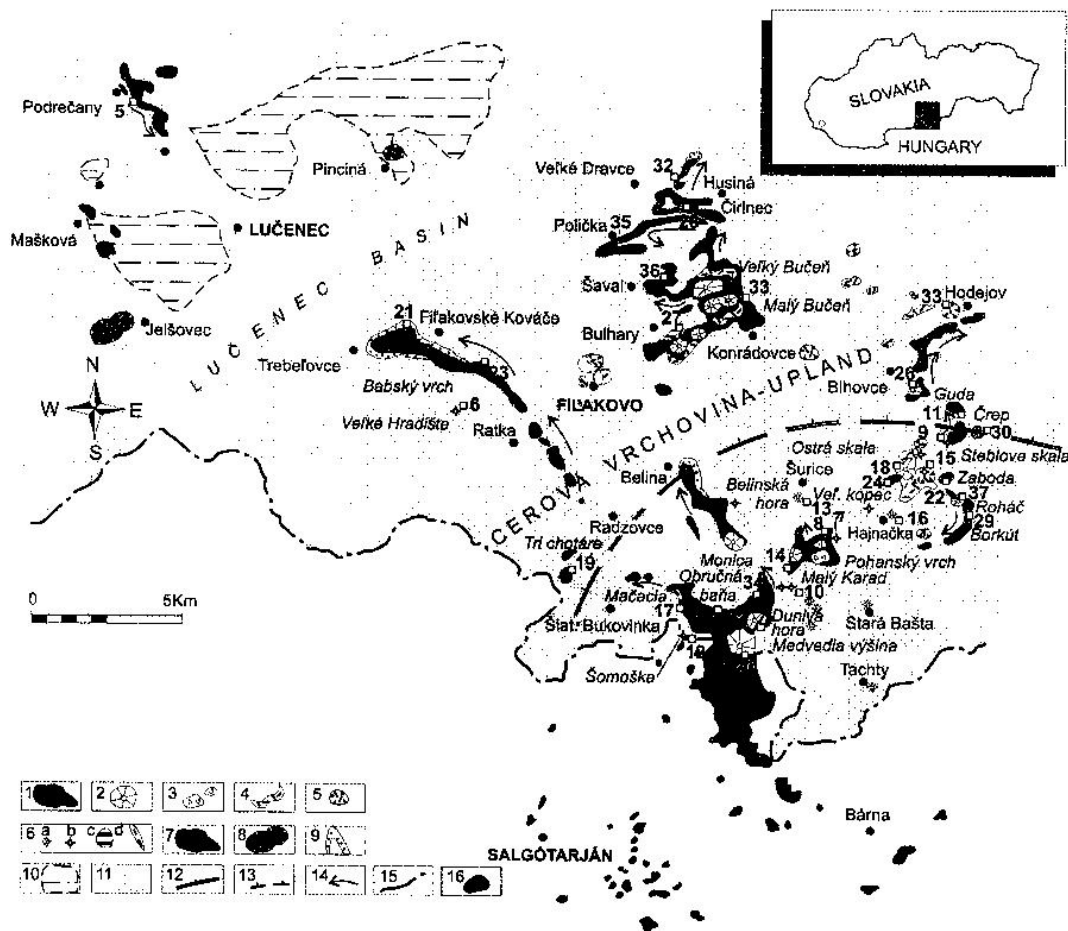 SLOVAKIA
HUNGARY
Podrečany
5
Pinciná
7
Veľké Dravce
32
Husiná
Čirinec
Polička
35
Mašková
LUČENEC
LUČENEC BASIN
36
Veľký Bučeň
Šaval
33
Malý Bučeň
33
Hodejov
Jelšovec
21
Fiľakovské Kováče
27
Bulhary
Konrádovce
Trebeľovce
23
Babský vrch
26
Blhovce
Guda
N
W
E
S
6
Veľké Hradište
FIĽAKOVO
11
Črep
Ratka
9
30
CEROVÁ VRCHOVINA-UPLAND
Ostrá skala
Steblova skala
Belina
Šurice
18
15
Zaboda
24
Belinská hora
Veľ. kopec
22
37
13
Roháč
Radzovce
16
29
8
Hajnačka
Borkút
Tri chotáre
Monica
14
Pohanský vrch
19
Obručná baňa
34
Malý Karad
0
5Km
Mačacia
10
17
Šiat. Bukovinka
Dunivá hora
Stará Bašta
Medvedia výšina
Šomoška
Tachty
1
2
3
4
5
6
a
b
c
d
7
8
9
Bárna
SALGÓTARJÁN
10
11
12
13
14
15
16